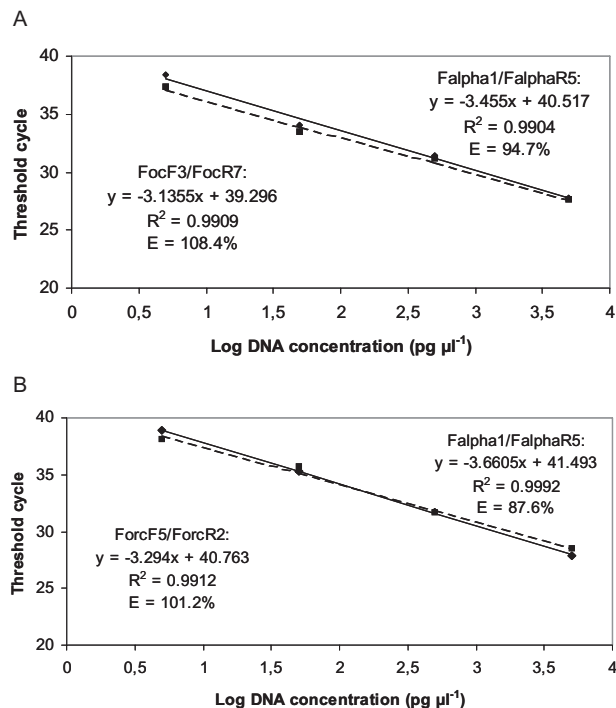 A
40
35
30
25
20
Threshold cycle
Falpha1/FalphaR5:
y = -3.455x + 40.517
R² = 0.9904
E = 94.7%
FocF3/FocR7:
y = -3.1355x + 39.296
R² = 0.9909
E = 108.4%
0 0,5 1 1,5 2 2,5 3 3,5 4
Log DNA concentration (pg µl⁻¹)
B
40
35
30
25
20
Threshold cycle
Falpha1/FalphaR5:
y = -3.6605x + 41.493
R² = 0.9992
E = 87.6%
ForcF5/ForcR2:
y = -3.294x + 40.763
R² = 0.9912
E = 101.2%
0 0,5 1 1,5 2 2,5 3 3,5 4
Log DNA concentration (pg µl⁻¹)